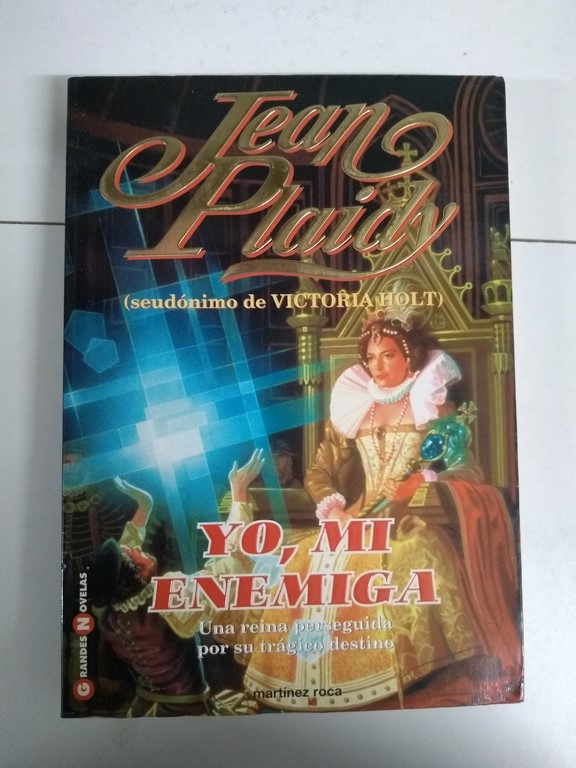 Jean
Plaidy
(seudónimo de VICTORIA HOLT)
YO, MI
ENEMIGA
Una reina perseguida
por su trágico destino
martínez roca
GRANDES NOVELAS